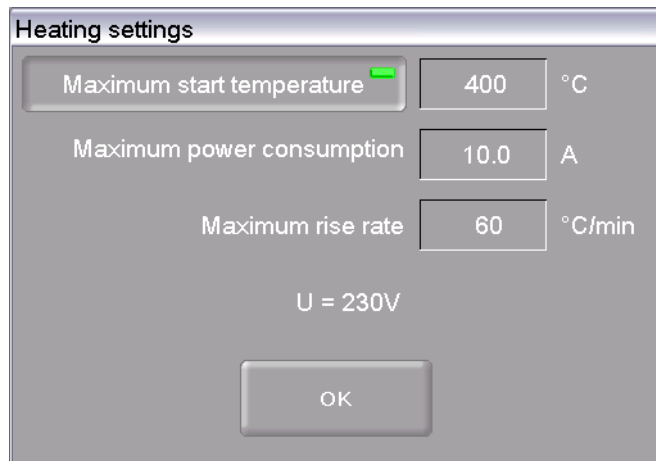 Heating settings
Maximum start temperature 400 °C
Maximum power consumption 10.0 A
Maximum rise rate 60 °C/min
U = 230V
OK